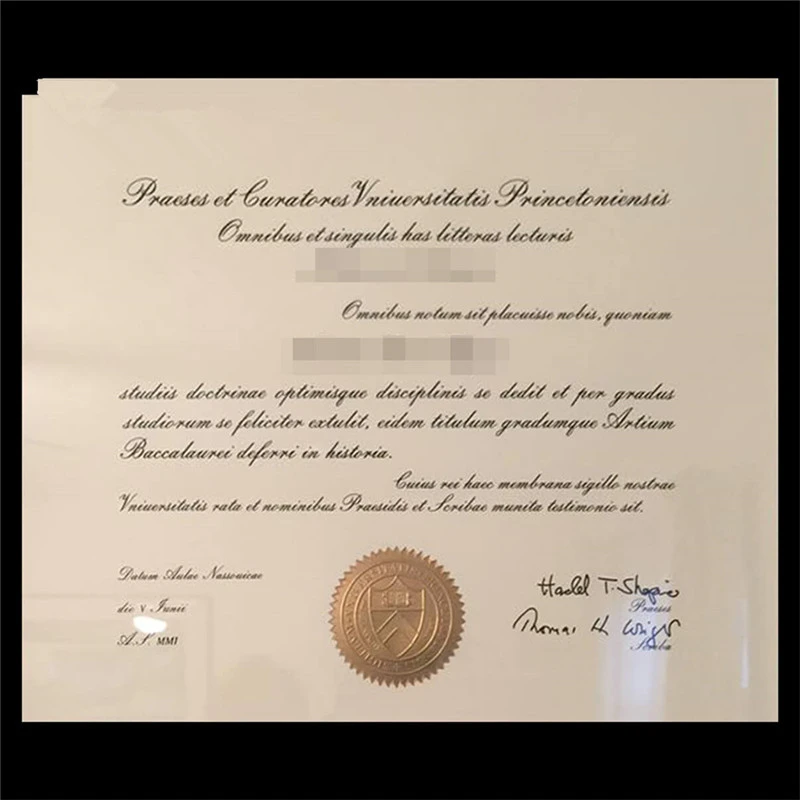 Praeses et Curatores Vniuersitatis Princetoniensis
Omnibus et singulis has litteras lecturis
Omnibus notum sit placuisse nobis, quoniam
studiis doctrinae optimisque disciplinis se dedit et per gradus
studiorum se feliciter extulit, eidem titulum gradumque Artium
Baccalaurei deferri in historia.
Cuius rei haec membrana sigillo nostrae
Vniuersitatis rata et nominibus Praesidis et Scribae munita testimonio sit.
Datum Aulae Nassouicae
die V Junii
A.S. MMI
Harold T. Shapiro
Praeses
Thomas H Wright
Scriba